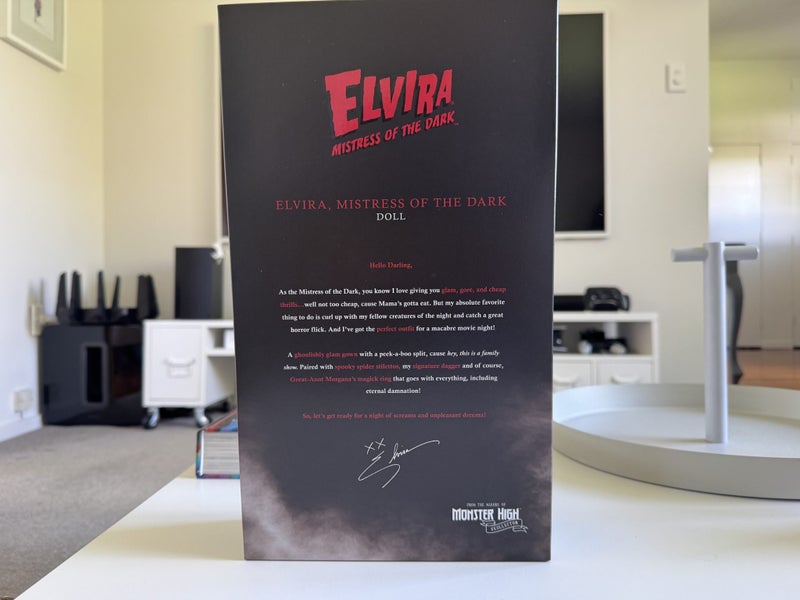 ELVIRA
MISTRESS OF THE DARK
ELVIRA, MISTRESS OF THE DARK
DOLL
Hello Darling,
As the Mistress of the Dark, you know I love giving you glam, gore, and cheap
thrills...well not too cheap, cause Mama's gotta eat. But my absolute favorite
thing to do is curl up with my fellow creatures of the night and catch a great
horror flick. And I've got the perfect outfit for a macabre movie night!
A ghoulishly glam gown with a peek-a-boo split, cause hey, this is a family
show. Paired with spooky spider stilettos, my signature dagger and of course,
Great-Aunt Morgana's magick ring that goes with everything, including
eternal damnation!
So, let's get ready for a night of screams and unpleasant dreams!
XX
Elvira
FROM THE MAKERS OF
MONSTER HIGH